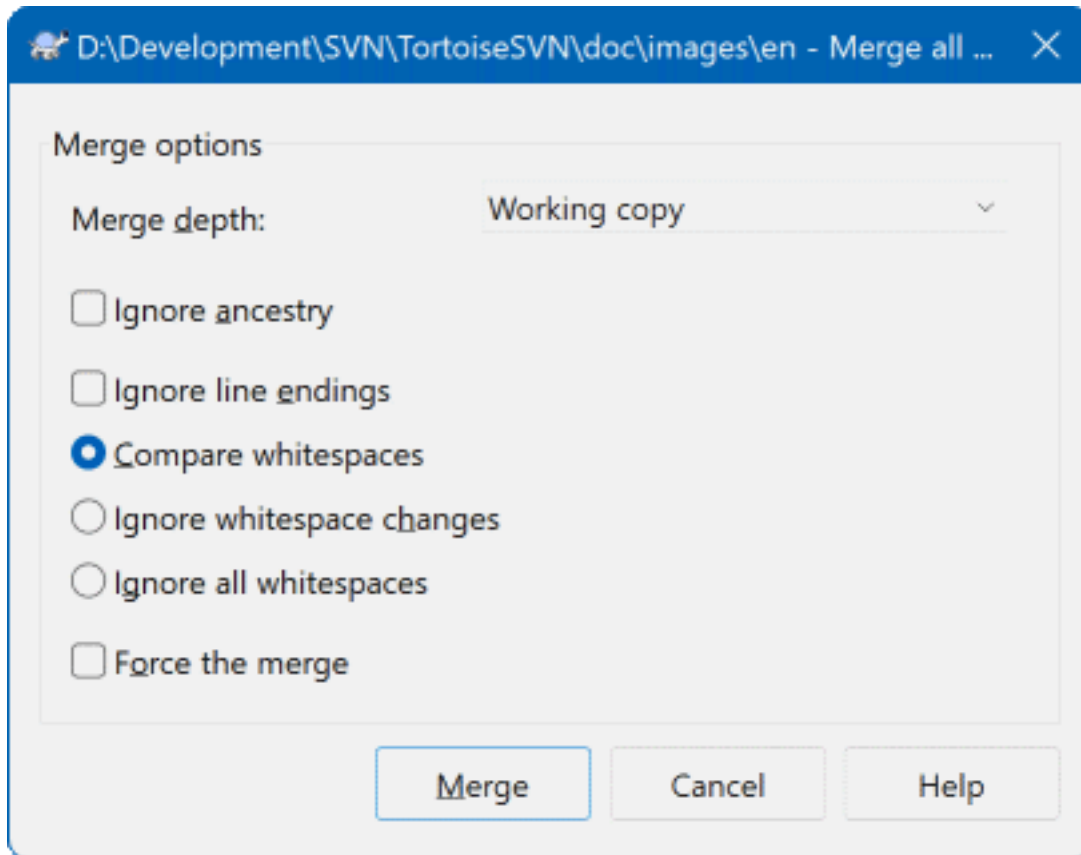 D:\Development\SVN\TortoiseSVN\doc\images\en - Merge all ...
Merge options
Merge depth:
Working copy
Ignore ancestry
Ignore line endings
Compare whitespaces
Ignore whitespace changes
Ignore all whitespaces
Force the merge
Merge
Cancel
Help